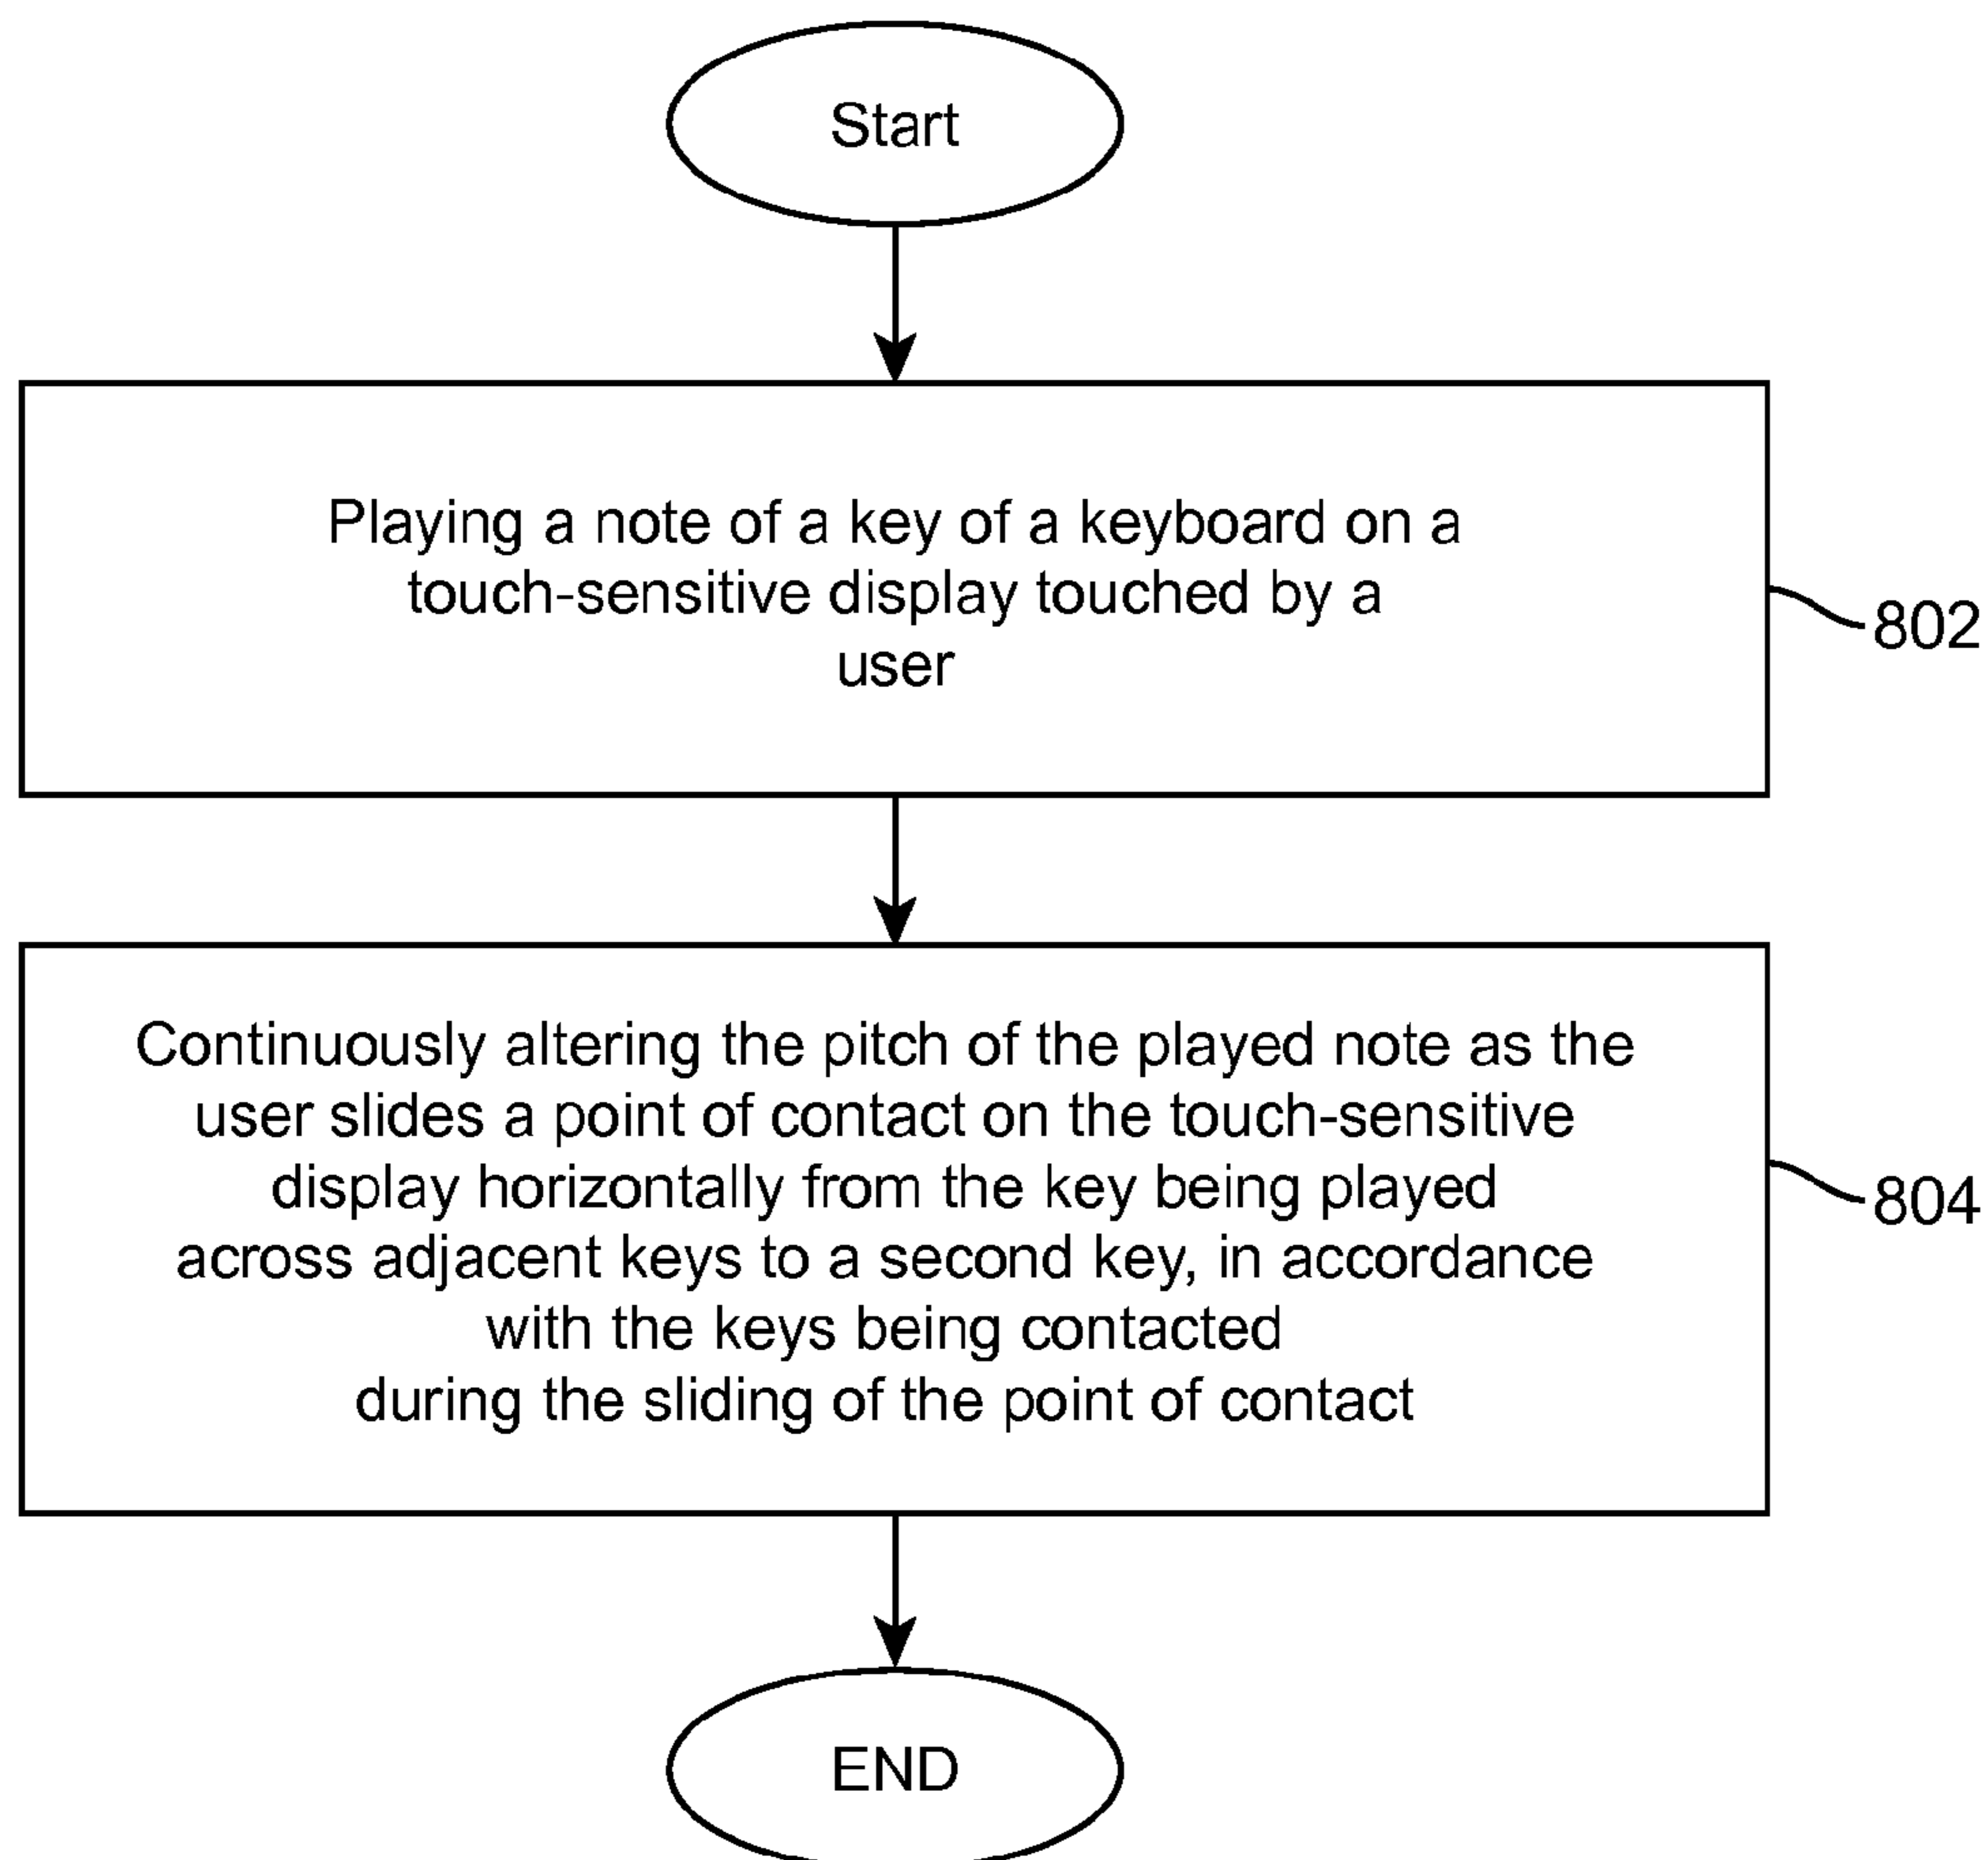 Start
Playing a note of a key of a keyboard on a
touch-sensitive display touched by a
user
802
Continuously altering the pitch of the played note as the
user slides a point of contact on the touch-sensitive
display horizontally from the key being played
across adjacent keys to a second key, in accordance
with the keys being contacted
during the sliding of the point of contact
804
END